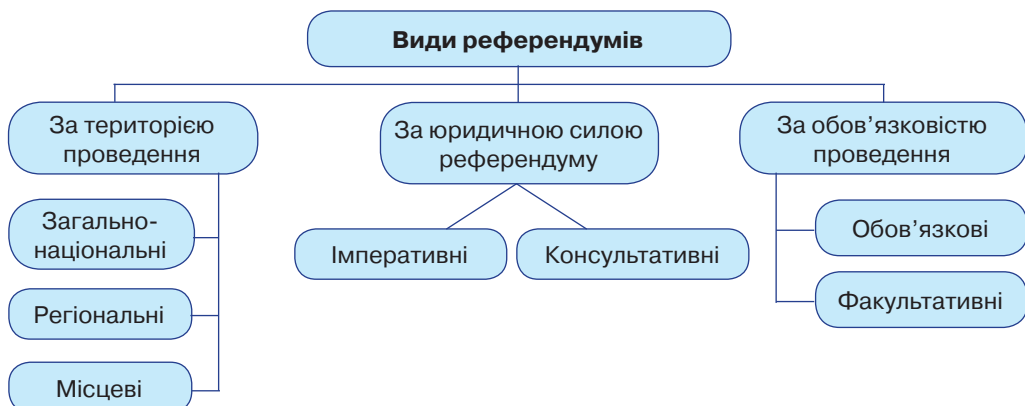 Види референдумів
За територією
проведення
Загально-
національні
Регіональні
Місцеві
За юридичною силою
референдуму
Імперативні
Консультативні
За обов’язковістю
проведення
Обов’язкові
Факультативні